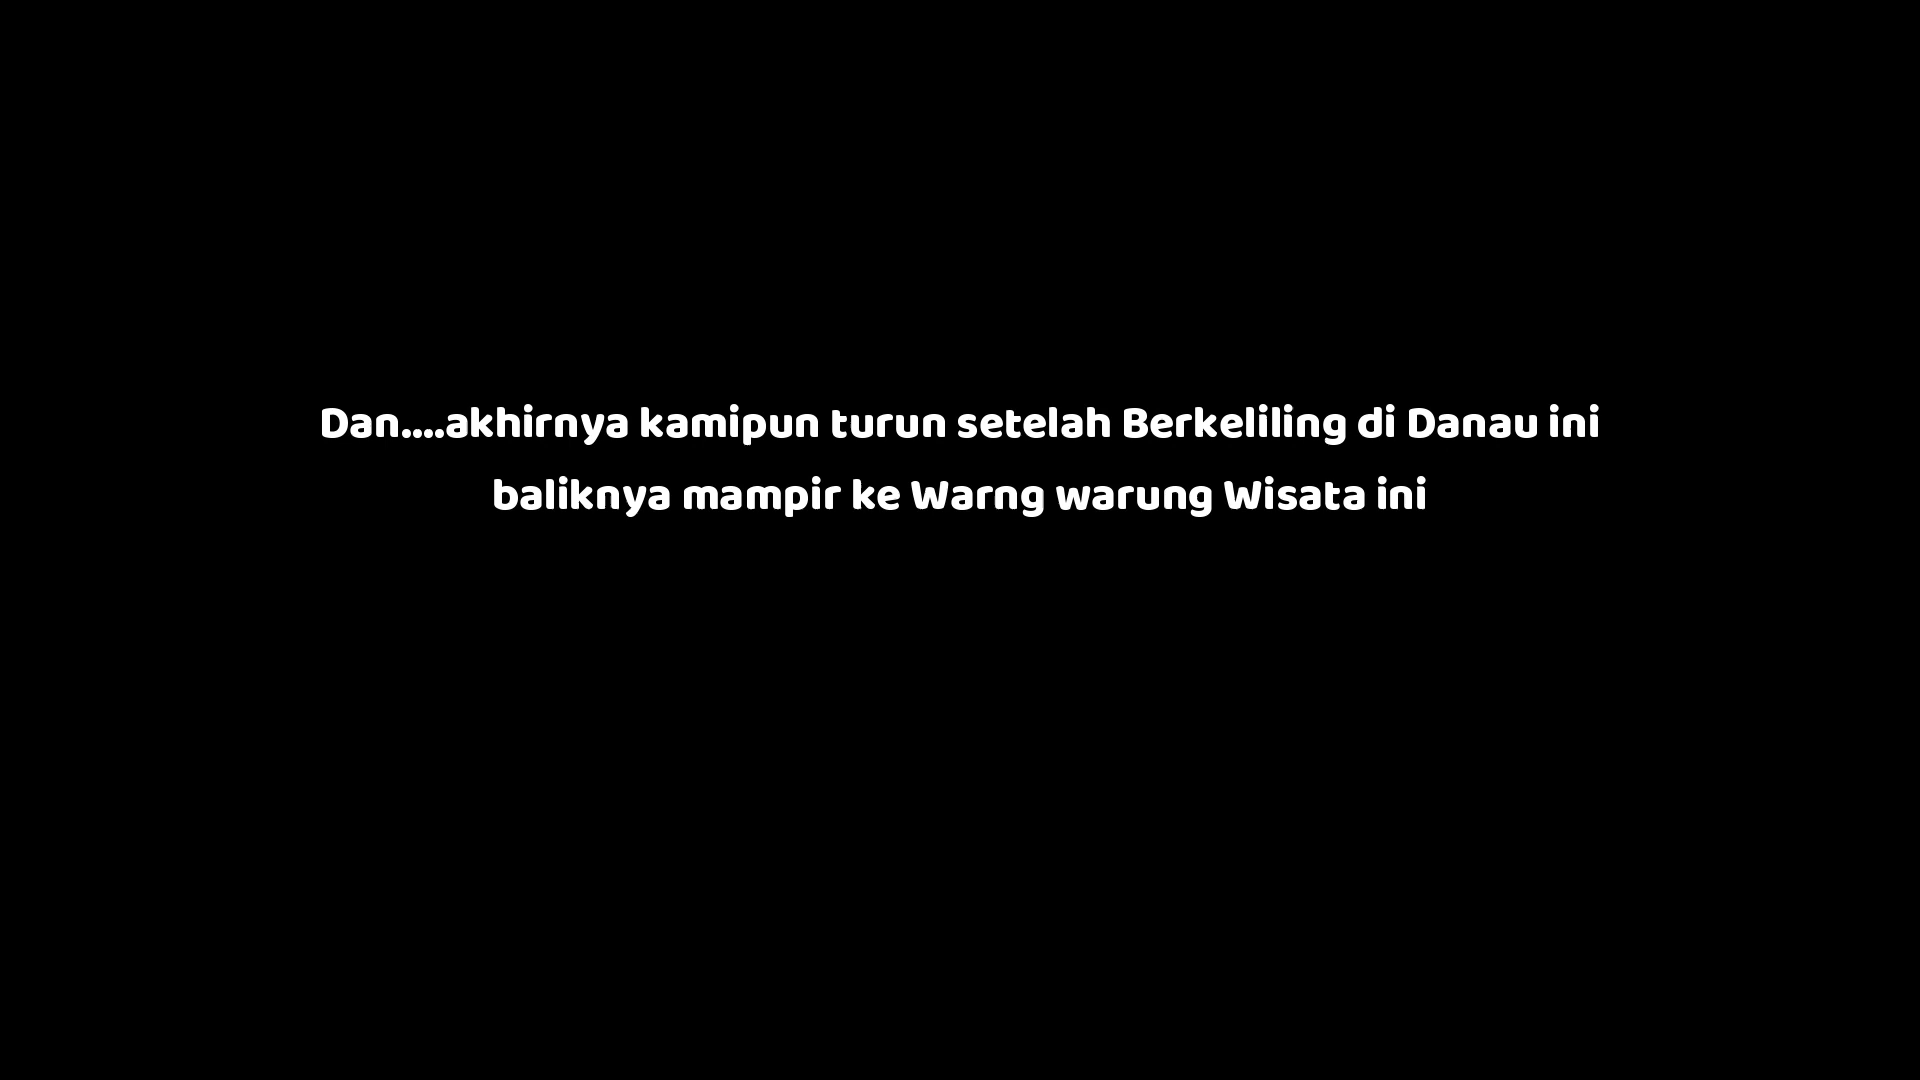 Dan....akhirnya kamipun turun setelah Berkeliling di Danau ini
baliknya mampir ke Warng warung Wisata ini